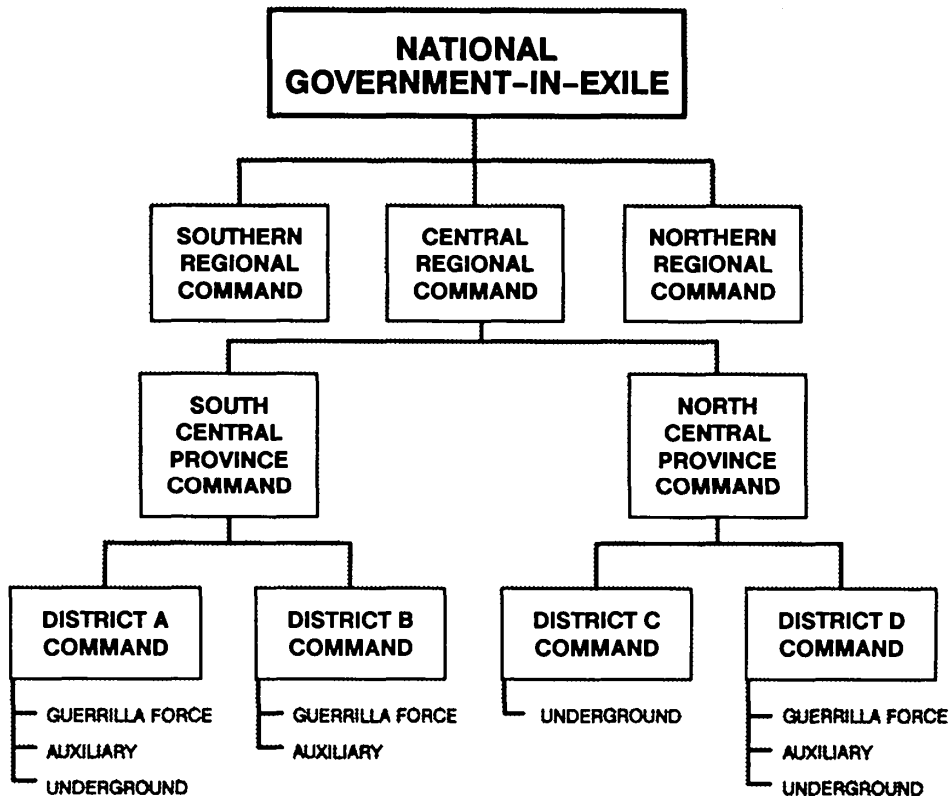 NATIONAL
GOVERNMENT-IN-EXILE
SOUTHERN
REGIONAL
COMMAND
CENTRAL
REGIONAL
COMMAND
NORTHERN
REGIONAL
COMMAND
SOUTH
CENTRAL
PROVINCE
COMMAND
NORTH
CENTRAL
PROVINCE
COMMAND
DISTRICT A
COMMAND
GUERRILLA FORCE
AUXILIARY
UNDERGROUND
DISTRICT B
COMMAND
GUERRILLA FORCE
AUXILIARY
DISTRICT C
COMMAND
UNDERGROUND
DISTRICT D
COMMAND
GUERRILLA FORCE
AUXILIARY
UNDERGROUND